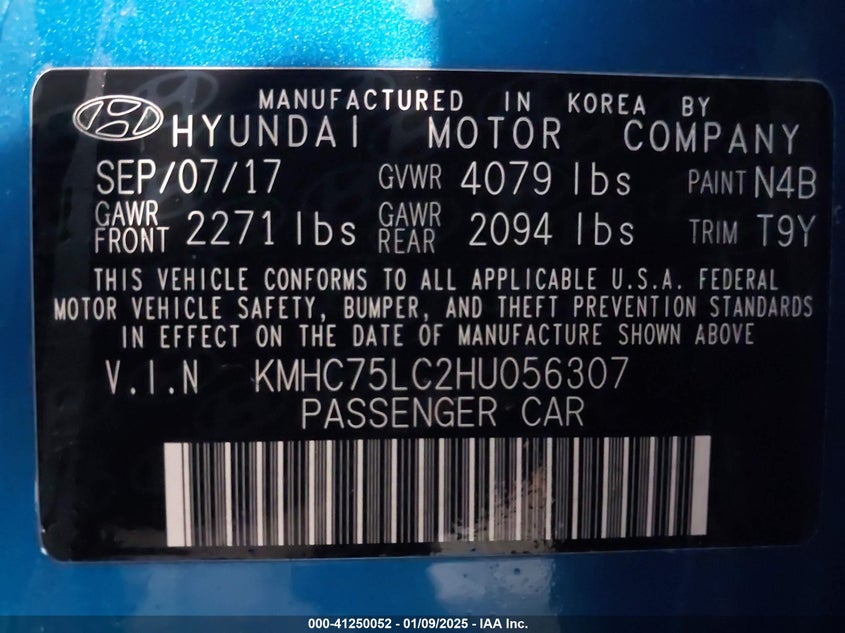 MANUFACTURED IN KOREA BY
HYUNDAI MOTOR COMPANY
SEP/07/17 GVWR 4079 lbs PAINT N4B
GAWR FRONT 2271 lbs GAWR REAR 2094 lbs TRIM T9Y
THIS VEHICLE CONFORMS TO ALL APPLICABLE U.S.A. FEDERAL
MOTOR VEHICLE SAFETY, BUMPER, AND THEFT PREVENTION STANDARDS
IN EFFECT ON THE DATE OF MANUFACTURE SHOWN ABOVE
V.I.N KMHC75LC2HU056307
PASSENGER CAR
000-41250052 - 01/09/2025 - IAA Inc.